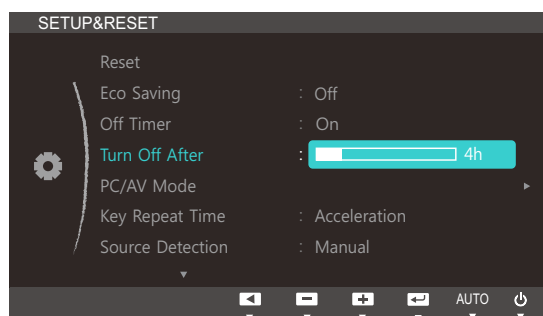 SETUP&RESET
Reset
Eco Saving : Off
Off Timer : On
Turn Off After : 4h
PC/AV Mode
Key Repeat Time : Acceleration
Source Detection : Manual
AUTO